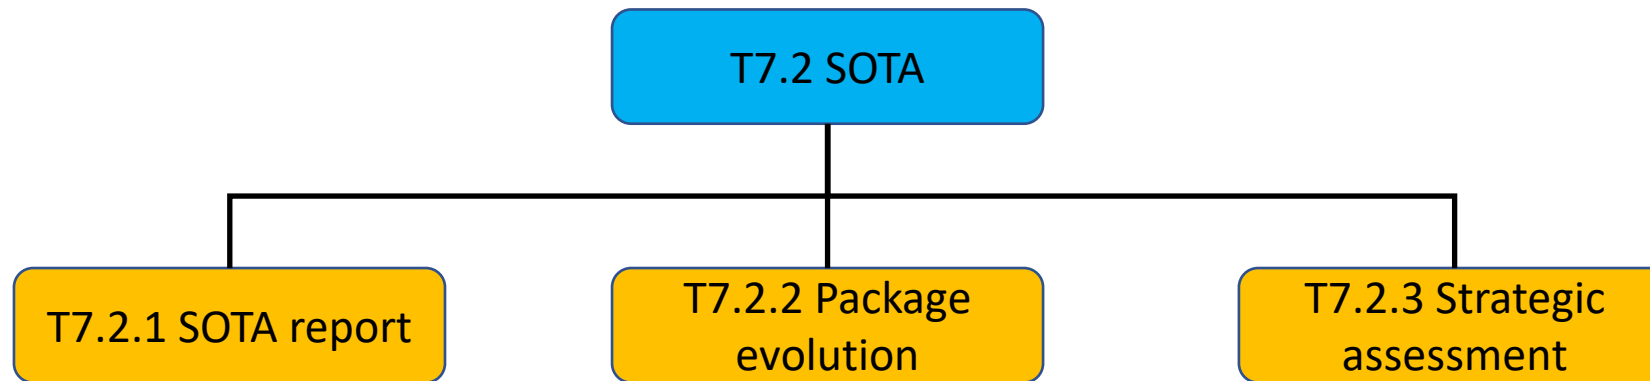 T7.2 SOTA
T7.2.1 SOTA report
T7.2.2 Package
evolution
T7.2.3 Strategic
assessment